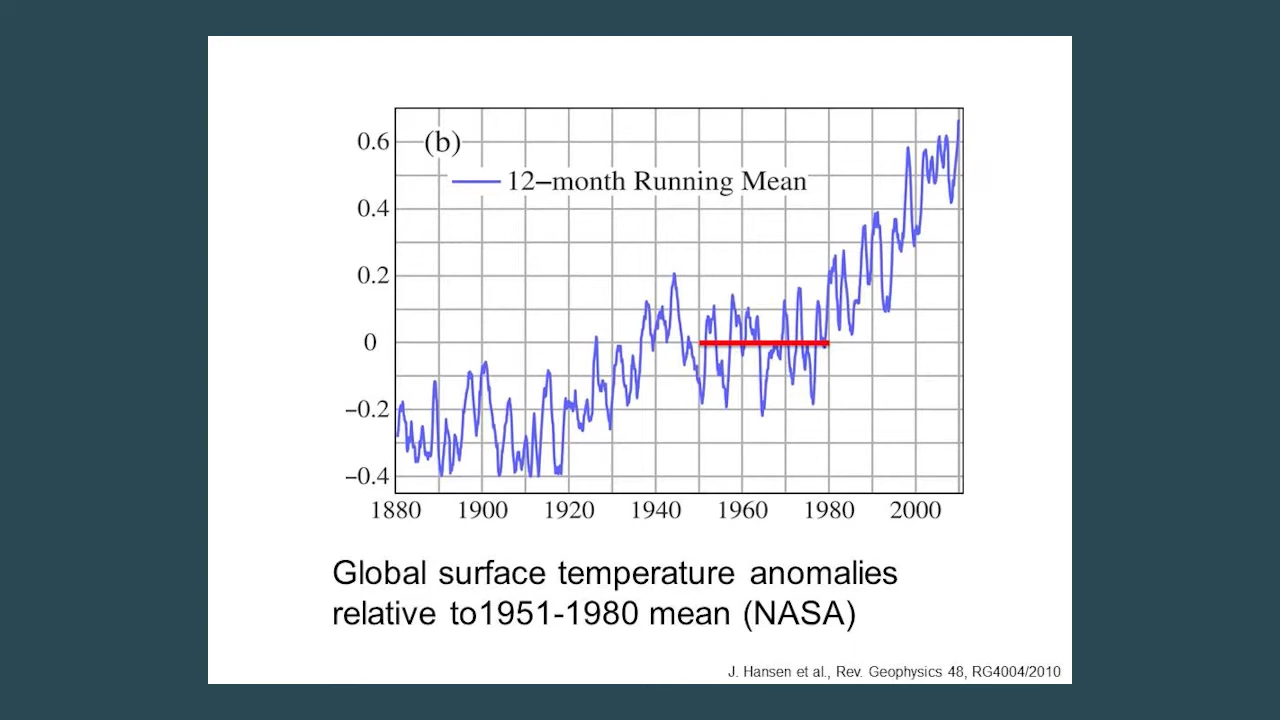 (b)
12−month Running Mean
0.6
0.4
0.2
0
−0.2
−0.4
1880 1900 1920 1940 1960 1980 2000
Global surface temperature anomalies
relative to1951-1980 mean (NASA)
J. Hansen et al., Rev. Geophysics 48, RG4004/2010